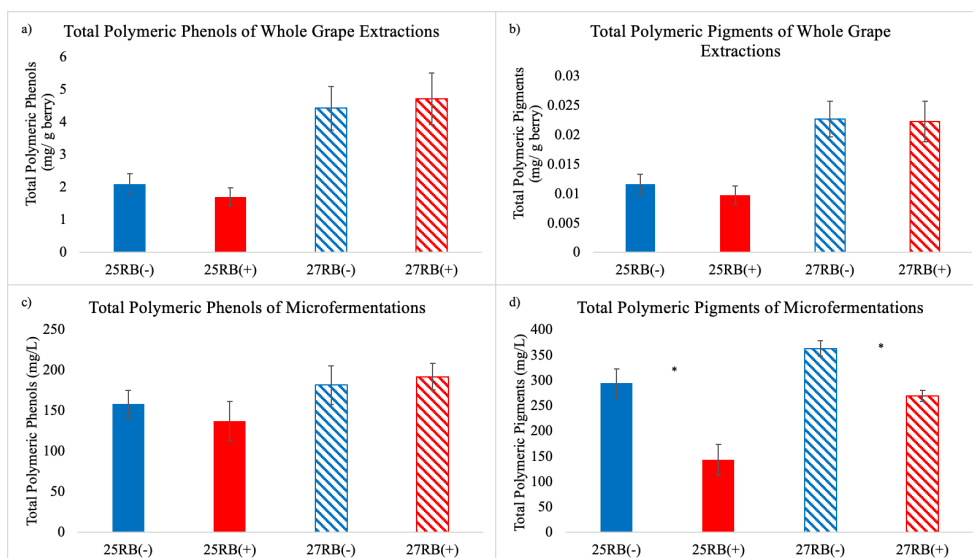 a)
Total Polymeric Phenols of Whole Grape Extractions
Total Polymeric Phenols
(mg/ g berry)
6
5
4
3
2
1
0
25RB(-) 25RB(+) 27RB(-) 27RB(+)
b)
Total Polymeric Pigments of Whole Grape
Extractions
Total Polymeric Pigments
(mg/ g berry)
0.03
0.025
0.02
0.015
0.01
0.005
0
25RB(-) 25RB(+) 27RB(-) 27RB(+)
c)
Total Polymeric Phenols of Microfermentations
Total Polymeric Phenols (mg/L)
250
200
150
100
50
0
25RB(-) 25RB(+) 27RB(-) 27RB(+)
d)
Total Polymeric Pigments of Microfermentations
Total Polymeric Pigments (mg/L)
400
350
300
250
200
150
100
50
0
* *
25RB(-) 25RB(+) 27RB(-) 27RB(+)